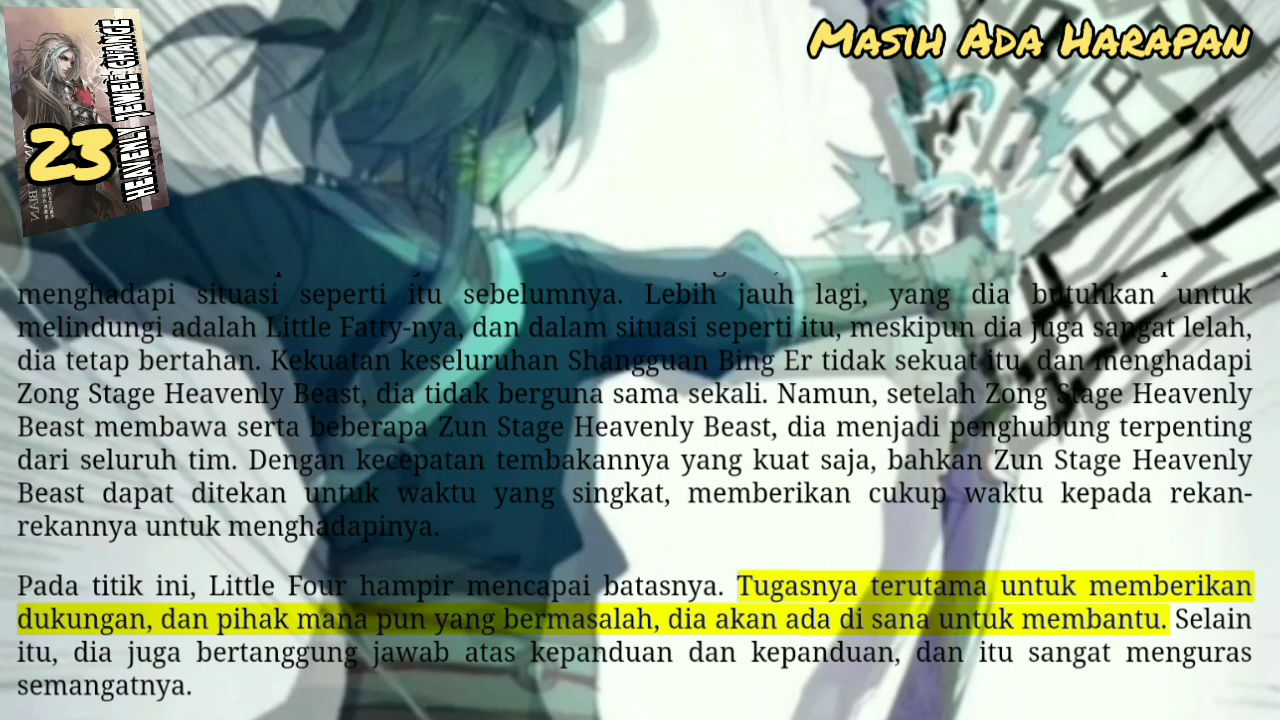 Masih Ada Harapan
23
HEAVENLY JEWEL CHANGE
menghadapi situasi seperti itu sebelumnya. Lebih jauh lagi, yang dia butuhkan untuk
melindungi adalah Little Fatty-nya, dan dalam situasi seperti itu, meskipun dia juga sangat lelah,
dia tetap bertahan. Kekuatan keseluruhan Shangguan Bing Er tidak sekuat itu, dan menghadapi
Zong Stage Heavenly Beast, dia tidak berguna sama sekali. Namun, setelah Zong Stage Heavenly
Beast membawa serta beberapa Zun Stage Heavenly Beast, dia menjadi penghubung terpenting
dari seluruh tim. Dengan kecepatan tembakannya yang kuat saja, bahkan Zun Stage Heavenly
Beast dapat ditekan untuk waktu yang singkat, memberikan cukup waktu kepada rekan-
rekannya untuk menghadapinya.
Pada titik ini, Little Four hampir mencapai batasnya. Tugasnya terutama untuk memberikan
dukungan, dan pihak mana pun yang bermasalah, dia akan ada di sana untuk membantu. Selain
itu, dia juga bertanggung jawab atas kepanduan dan kepanduan, dan itu sangat menguras
semangatnya.